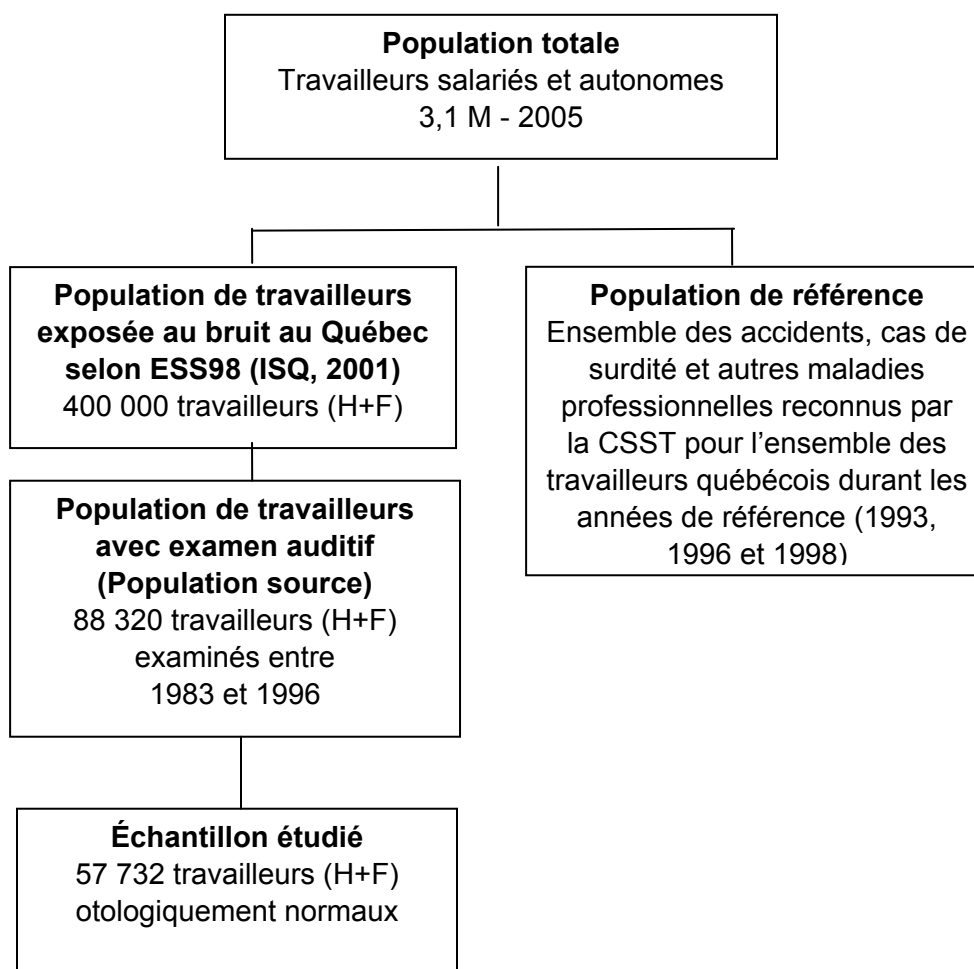 Population totale
Travailleurs salariés et autonomes
3,1 M - 2005
Population de travailleurs
exposée au bruit au Québec
selon ESS98 (ISQ, 2001)
400 000 travailleurs (H+F)
Population de référence
Ensemble des accidents, cas de
surdité et autres maladies
professionnelles reconnus par
la CSST pour l’ensemble des
travailleurs québécois durant les
années de référence (1993,
1996 et 1998)
Population de travailleurs
avec examen auditif
(Population source)
88 320 travailleurs (H+F)
examinés entre
1983 et 1996
Échantillon étudié
57 732 travailleurs (H+F)
otologiquement normaux